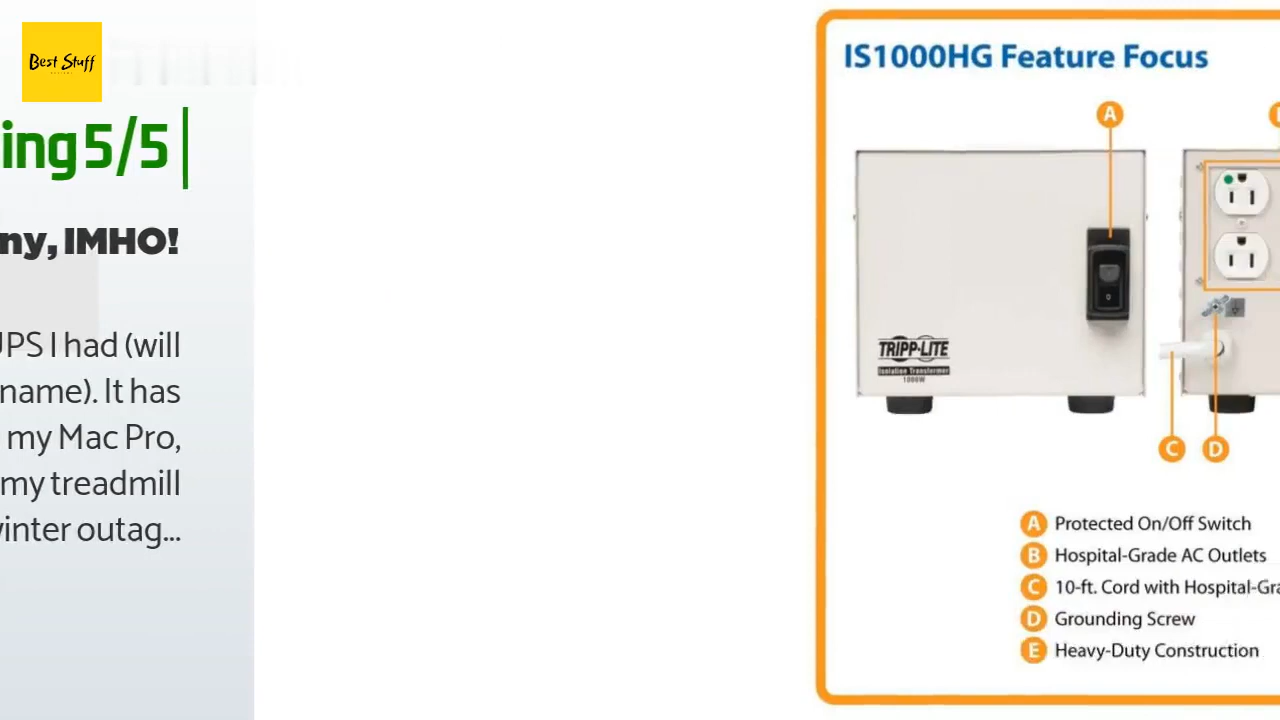 Best Stuff
ing 5/5
ny, IMHO!
UPS I had (will
name). It has
my Mac Pro,
my treadmill
winter outag...
IS1000HG Feature Focus
A
TRIPP·LITE
Isolation Transformer
1000W
0
C D
A Protected On/Off Switch
B Hospital-Grade AC Outlets
C 10-ft. Cord with Hospital-Gra
D Grounding Screw
E Heavy-Duty Construction